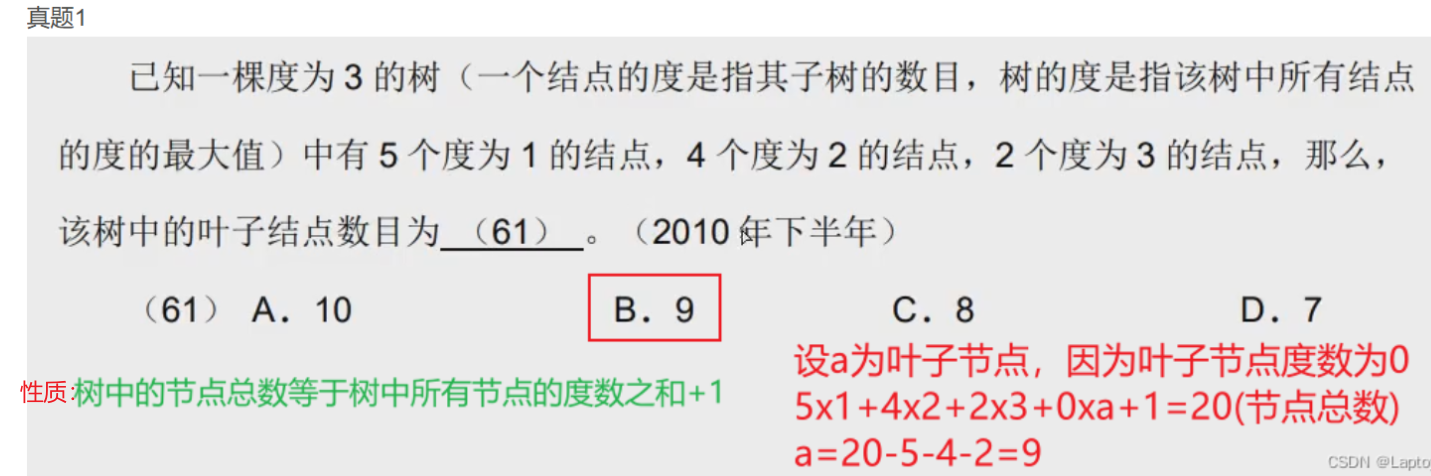 真题1
已知一棵度为 3 的树（一个结点的度是指其子树的数目，树的度是指该树中所有结点
的度的最大值）中有 5 个度为 1 的结点，4 个度为 2 的结点，2 个度为 3 的结点，那么，
该树中的叶子结点数目为（61）。（2010 年下半年）
（61） A．10 B．9 C．8 D．7
设a为叶子节点，因为叶子节点度数为0
性质:树中的节点总数等于树中所有节点的度数之和+1
5x1+4x2+2x3+0xa+1=20(节点总数)
a=20-5-4-2=9
CSDN @Lapto